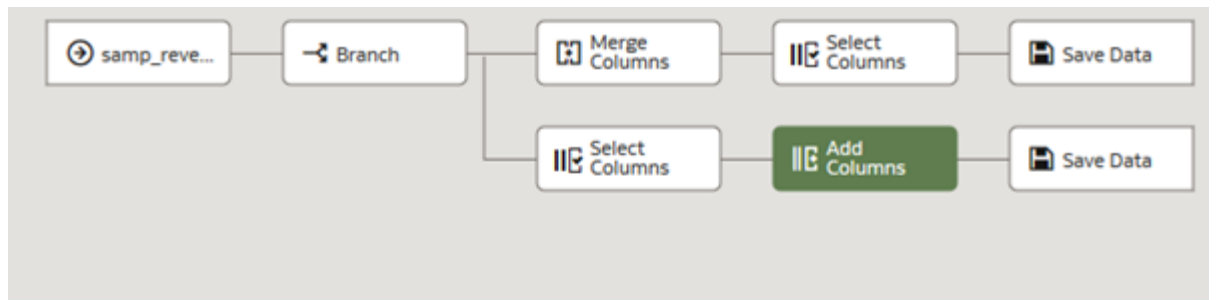 samp_reve...
Branch
Merge
Columns
Select
Columns
Save Data
Select
Columns
Add
Columns
Save Data